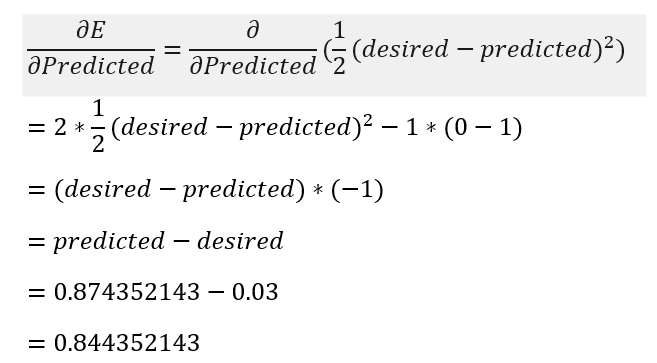 ∂E/∂Predicted = ∂/∂Predicted (1/2 (desired − predicted)²)
= 2 * 1/2 (desired − predicted)² − 1 * (0 − 1)
= (desired − predicted) * (−1)
= predicted − desired
= 0.874352143 − 0.03
= 0.844352143